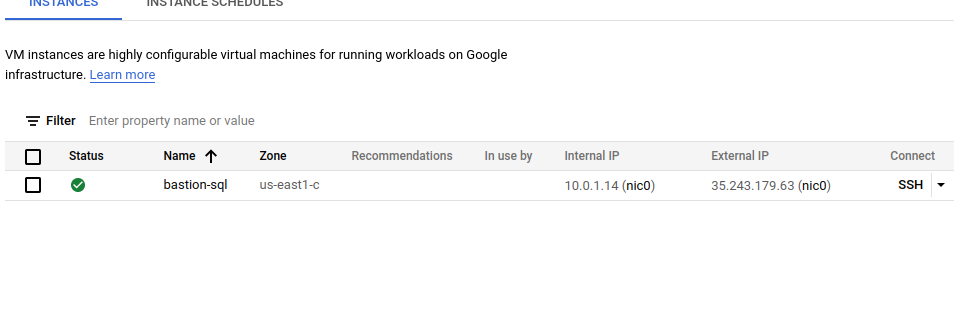 INSTANCES INSTANCE SCHEDULES
VM instances are highly configurable virtual machines for running workloads on Google
infrastructure. Learn more
Filter Enter property name or value
Status Name Zone Recommendations In use by Internal IP External IP Connect
bastion-sql us-east1-c 10.0.1.14 (nic0) 35.243.179.63 (nic0) SSH